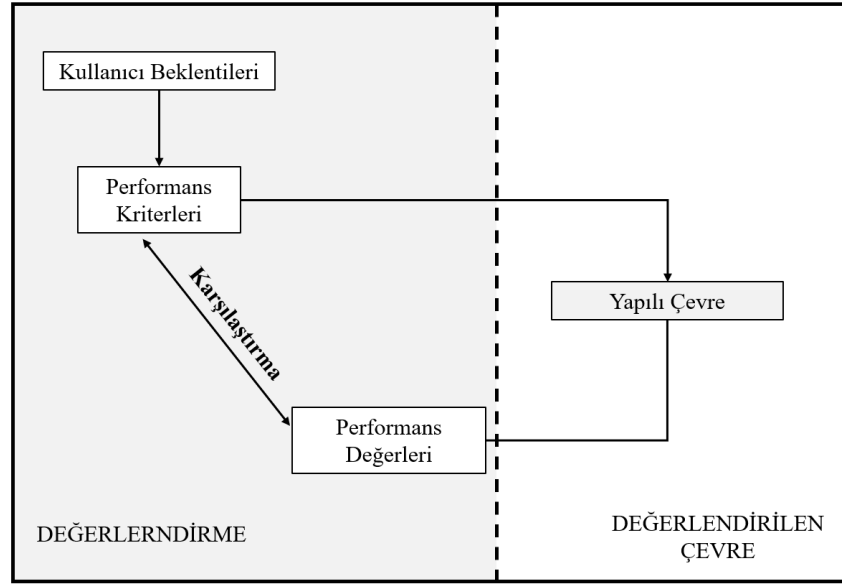 Kullanıcı Beklentileri
Performans
Kriterleri
Karşılaştırma
Yapılı Çevre
Performans
Değerleri
DEĞERLERNDİRME
DEĞERLENDİRİLEN
ÇEVRE